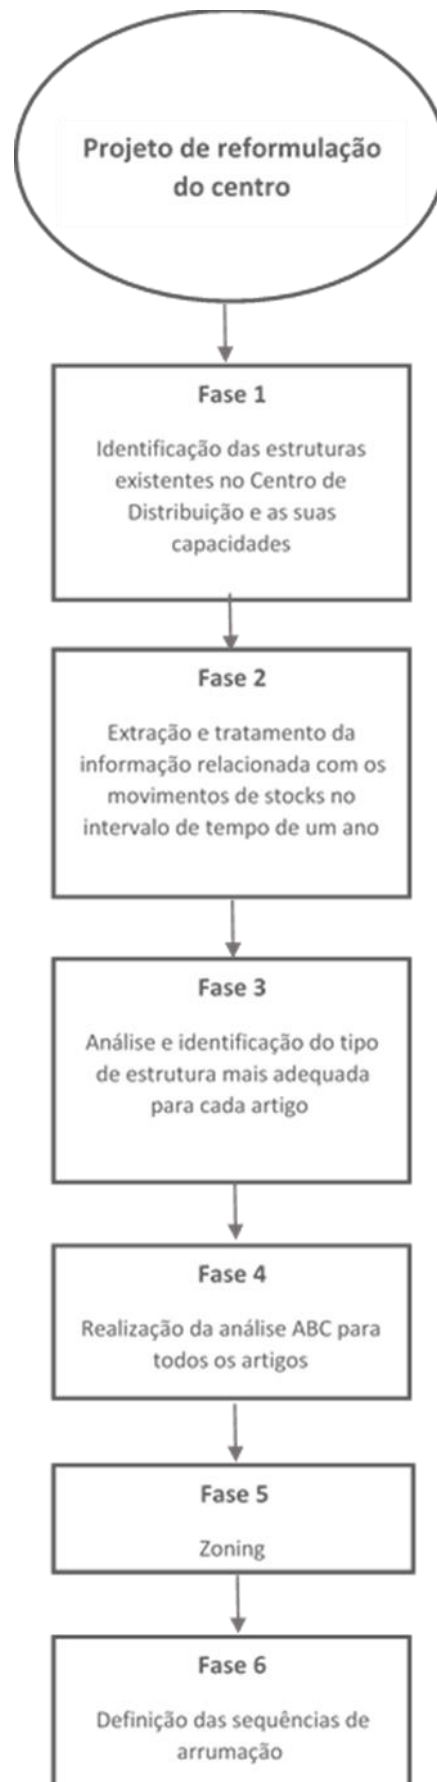 Projeto de reformulação
do centro
Fase 1
Identificação das estruturas
existentes no Centro de
Distribuição e as suas
capacidades
Fase 2
Extração e tratamento da
informação relacionada com os
movimentos de stocks no
intervalo de tempo de um ano
Fase 3
Análise e identificação do tipo
de estrutura mais adequada
para cada artigo
Fase 4
Realização da análise ABC para
todos os artigos
Fase 5
Zoning
Fase 6
Definição das sequências de
arrumação